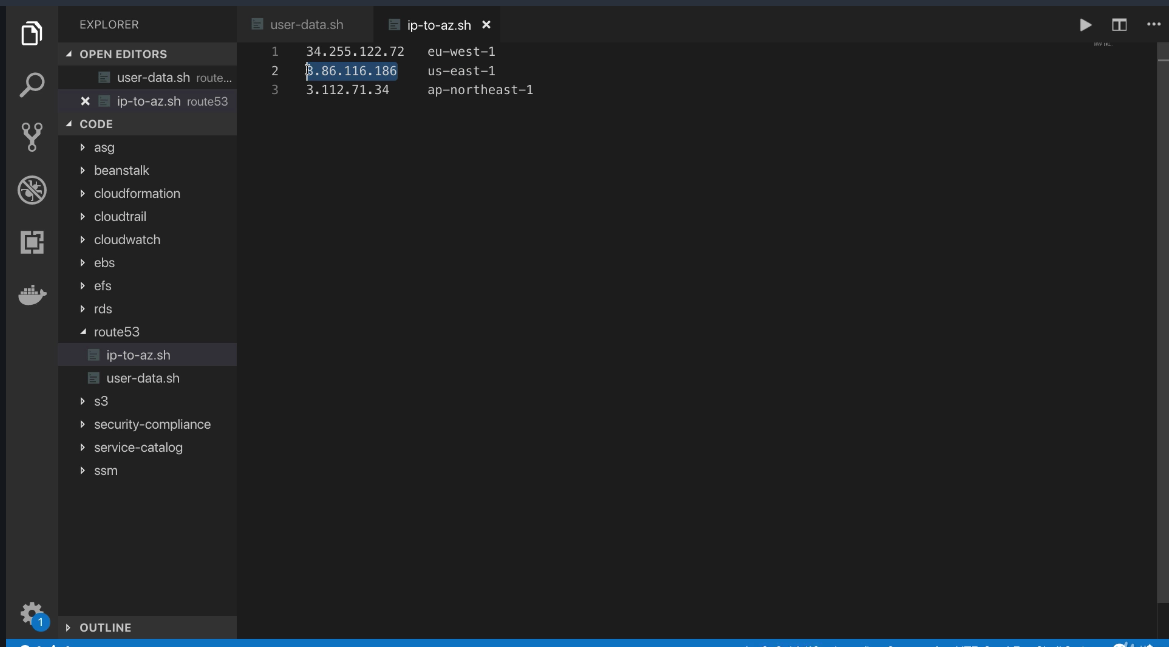 EXPLORER
OPEN EDITORS
user-data.sh route...
ip-to-az.sh route53
CODE
asg
beanstalk
cloudformation
cloudtrail
cloudwatch
ebs
efs
rds
route53
ip-to-az.sh
user-data.sh
s3
security-compliance
service-catalog
ssm
1
OUTLINE
user-data.sh
ip-to-az.sh
1 34.255.122.72 eu-west-1
2 3.86.116.186 us-east-1
3 3.112.71.34 ap-northeast-1